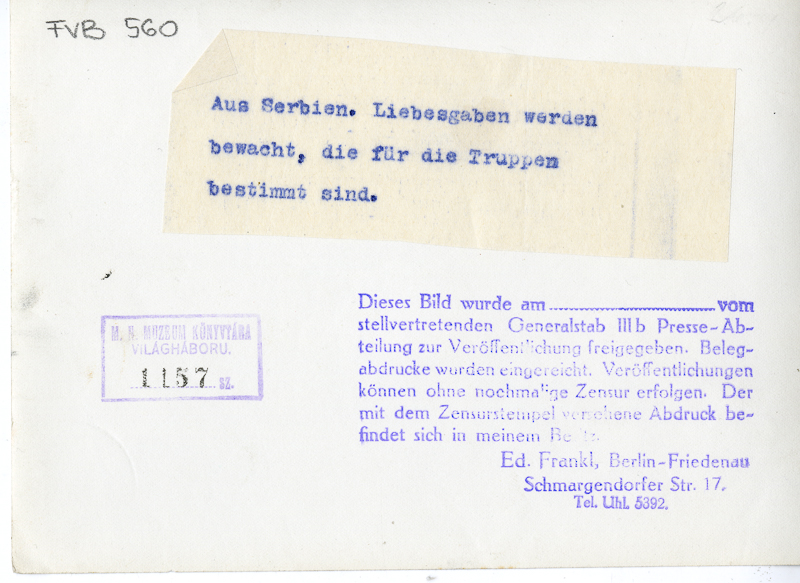 FVB 560
Aus Serbien. Liebesgaben werden
bewacht, die für die Truppen
bestimmt sind.
M. N. MUZEUM KÖNYVTÁRA
VILÁGHÁBORU.
1157 sz.
Dieses Bild wurde am ........................ vom
stellvertretenden Generalstab IIIb Presse-Ab-
teilung zur Veröffentlichung freigegeben. Beleg-
abdrucke wurden eingereicht. Veröffentlichungen
können ohne nochmalige Zensur erfolgen. Der
mit dem Zensurstempel versehene Abdruck be-
findet sich in meinem Besitz.
Ed. Frankl, Berlin-Friedenau
Schmargendorfer Str. 17.
Tel. Uhl. 5392.